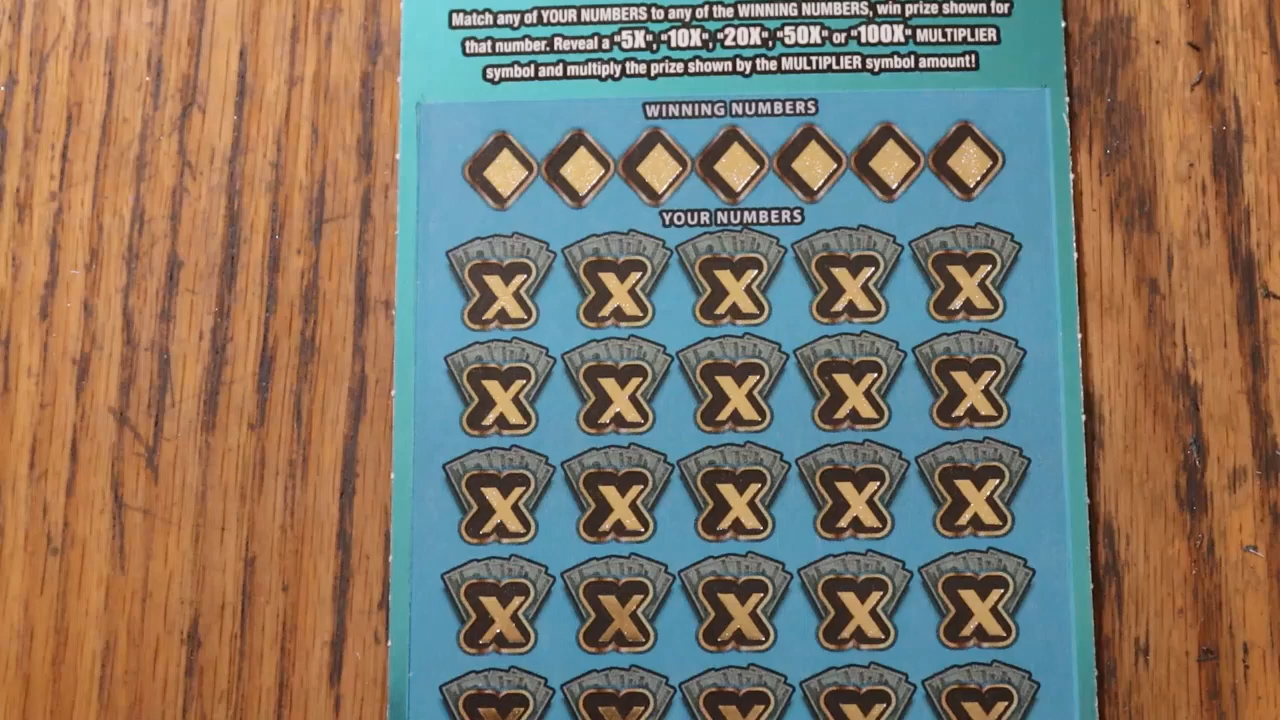 Match any of YOUR NUMBERS to any of the WINNING NUMBERS, win prize shown for
that number. Reveal a "5X", "10X", "20X", "50X" or "100X" MULTIPLIER
symbol and multiply the prize shown by the MULTIPLIER symbol amount!
WINNING NUMBERS
YOUR NUMBERS
X X X X X
X X X X X
X X X X X
X X X X X
X X X X X